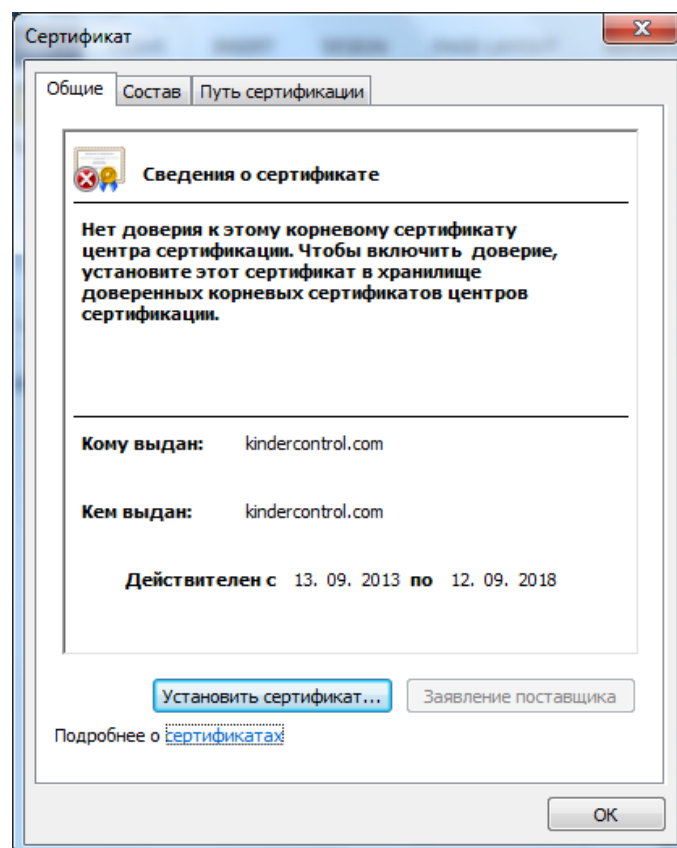 Сертификат
Общие Состав Путь сертификации
Сведения о сертификате
Нет доверия к этому корневому сертификату
центра сертификации. Чтобы включить доверие,
установите этот сертификат в хранилище
доверенных корневых сертификатов центров
сертификации.
Кому выдан: kindercontrol.com
Кем выдан: kindercontrol.com
Действителен с 13. 09. 2013 по 12. 09. 2018
Установить сертификат... Заявление поставщика
Подробнее о сертификатах
ОК